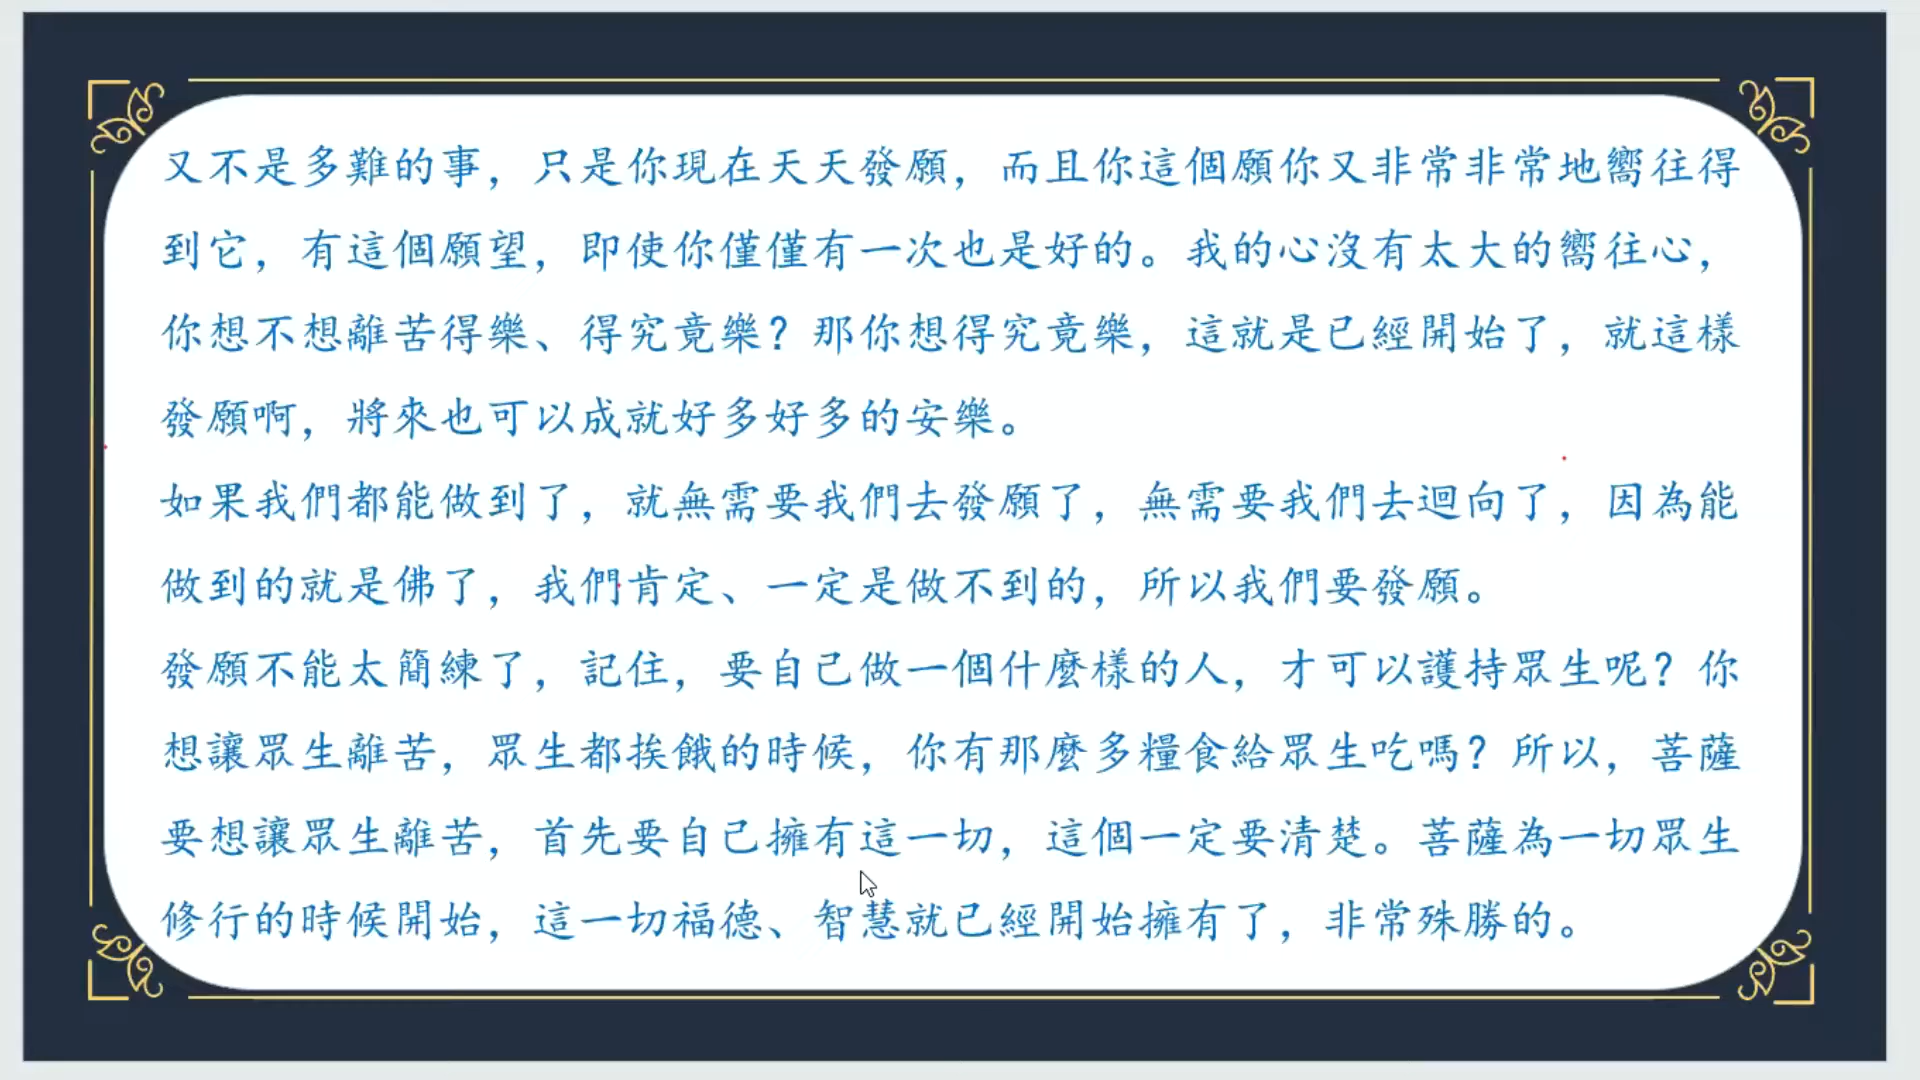 又不是多難的事，只是你現在天天發願，而且你這個願你又非常非常地嚮往得
到它，有這個願望，即使你僅僅有一次也是好的。我的心沒有太大的嚮往心，
你想不想離苦得樂、得究竟樂？那你想得究竟樂，這就是已經開始了，就這樣
發願啊，將來也可以成就好多好多的安樂。
如果我們都能做到了，就無需要我們去發願了，無需要我們去迴向了，因為能
做到的就是佛了，我們肯定、一定是做不到的，所以我們要發願。
發願不能太簡練了，記住，要自己做一個什麼樣的人，才可以護持眾生呢？你
想讓眾生離苦，眾生都挨餓的時候，你有那麼多糧食給眾生吃嗎？所以，菩薩
要想讓眾生離苦，首先要自己擁有這一切，這個一定要清楚。菩薩為一切眾生
修行的時候開始，這一切福德、智慧就已經開始擁有了，非常殊勝的。